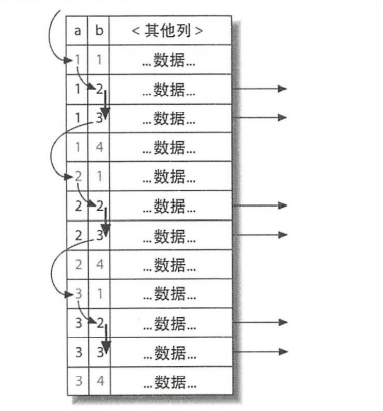 a b <其他列>
1 1 ...数据...
1 2 ...数据...
1 3 ...数据...
1 4 ...数据...
2 1 ...数据...
2 2 ...数据...
2 3 ...数据...
2 4 ...数据...
3 1 ...数据...
3 2 ...数据...
3 3 ...数据...
3 4 ...数据...